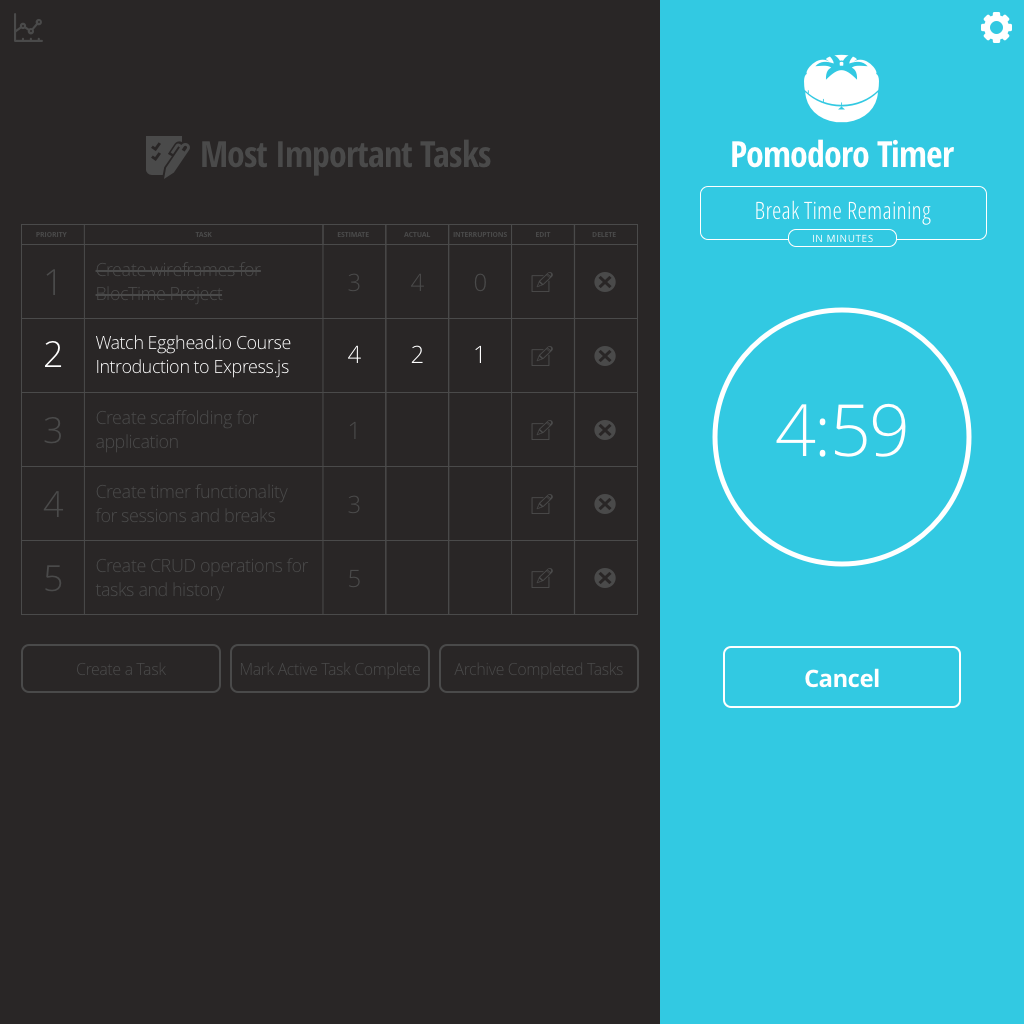 Most Important Tasks
PRIORITY TASK ESTIMATE ACTUAL INTERRUPTIONS EDIT DELETE
1 Create wireframes for
BlocTime Project 3 4 0
2 Watch Egghead.io Course
Introduction to Express.js 4 2 1
3 Create scaffolding for
application 1
4 Create timer functionality
for sessions and breaks 3
5 Create CRUD operations for
tasks and history 5
Create a Task
Mark Active Task Complete
Archive Completed Tasks
Pomodoro Timer
Break Time Remaining
IN MINUTES
4:59
Cancel